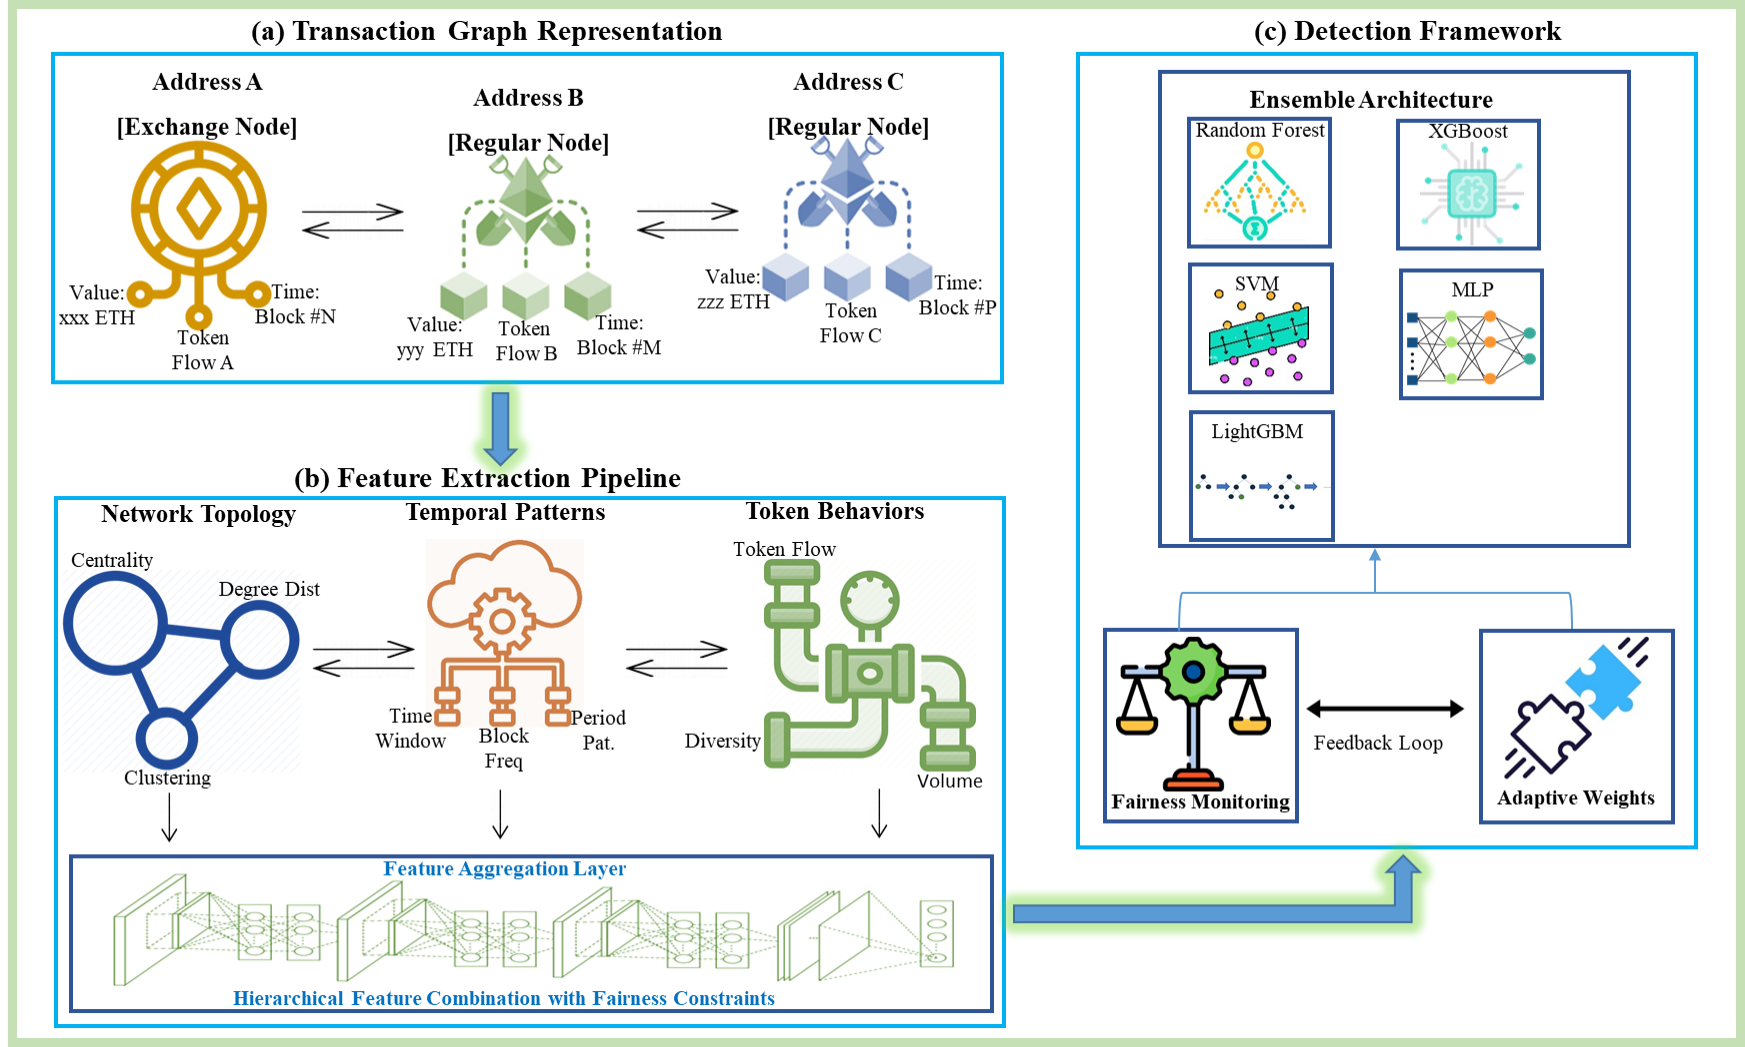 (a) Transaction Graph Representation
Address A
[Exchange Node]
Value:
xxx ETH
Token
Flow A
Time:
Block #N
Address B
[Regular Node]
Value:
yyy ETH
Token
Flow B
Time:
Block #M
Address C
[Regular Node]
Value:
zzz ETH
Token
Flow C
Time:
Block #P
(b) Feature Extraction Pipeline
Network Topology
Centrality
Degree Dist
Clustering
Temporal Patterns
Time
Window
Block
Freq
Period
Pat.
Token Behaviors
Token Flow
Diversity
Volume
Feature Aggregation Layer
Hierarchical Feature Combination with Fairness Constraints
(c) Detection Framework
Ensemble Architecture
Random Forest
XGBoost
SVM
MLP
LightGBM
Fairness Monitoring
Feedback Loop
Adaptive Weights